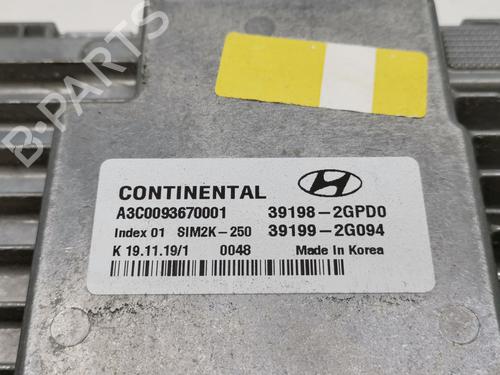 B-PARTS
CONTINENTAL
A3C0093670001 39198-2GPD0
Index 01 SIM2K-250 39199-2G094
K 19.11.19/1 0048 Made in Korea